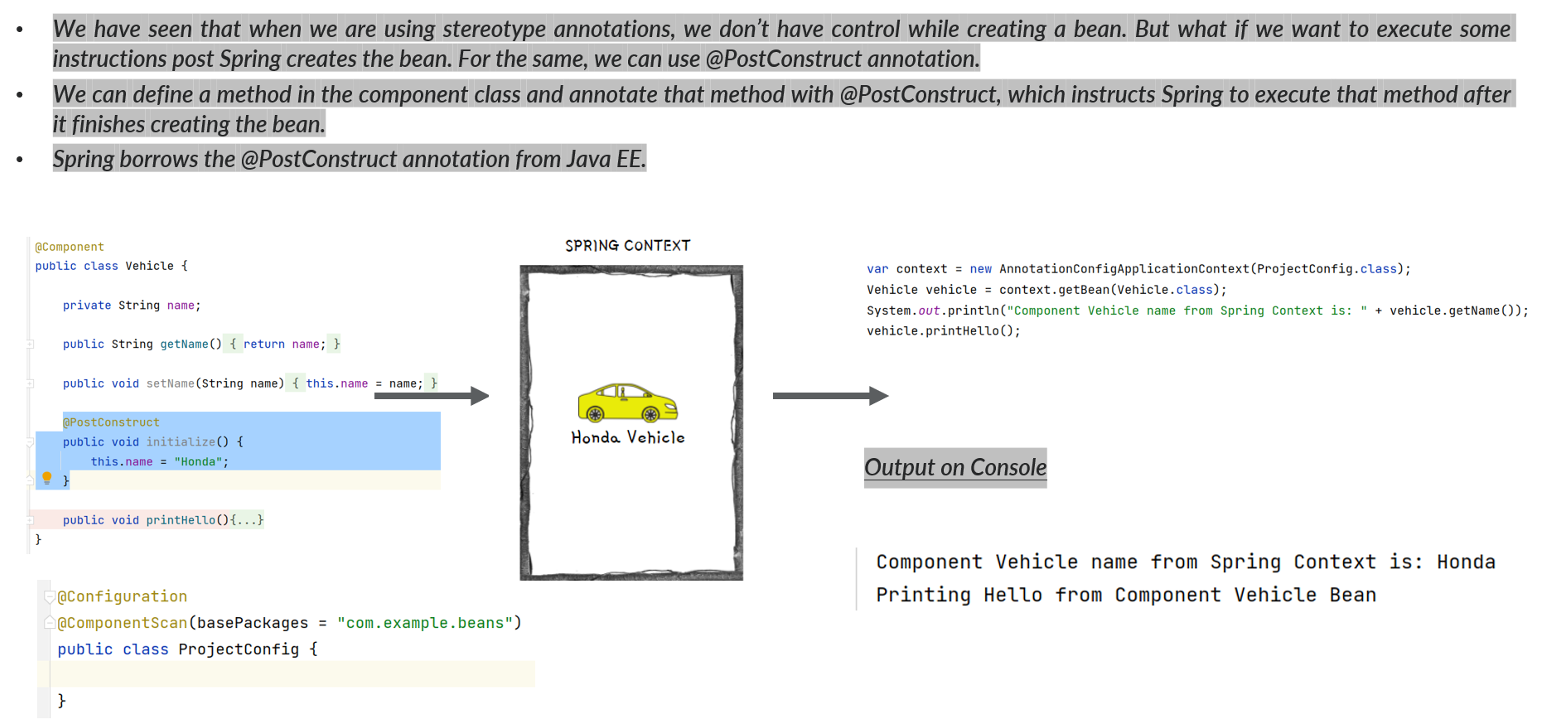 • We have seen that when we are using stereotype annotations, we don’t have control while creating a bean. But what if we want to execute some
instructions post Spring creates the bean. For the same, we can use @PostConstruct annotation.
• We can define a method in the component class and annotate that method with @PostConstruct, which instructs Spring to execute that method after
it finishes creating the bean.
• Spring borrows the @PostConstruct annotation from Java EE.
@Component
public class Vehicle {
private String name;
public String getName() { return name; }
public void setName(String name) { this.name = name; }
@PostConstruct
public void initialize() {
this.name = "Honda";
}
public void printHello(){...}
}
@Configuration
@ComponentScan(basePackages = "com.example.beans")
public class ProjectConfig {
}
SPRING CONTEXT
Honda Vehicle
var context = new AnnotationConfigApplicationContext(ProjectConfig.class);
Vehicle vehicle = context.getBean(Vehicle.class);
System.out.println("Component Vehicle name from Spring Context is: " + vehicle.getName());
vehicle.printHello();
Output on Console
Component Vehicle name from Spring Context is: Honda
Printing Hello from Component Vehicle Bean